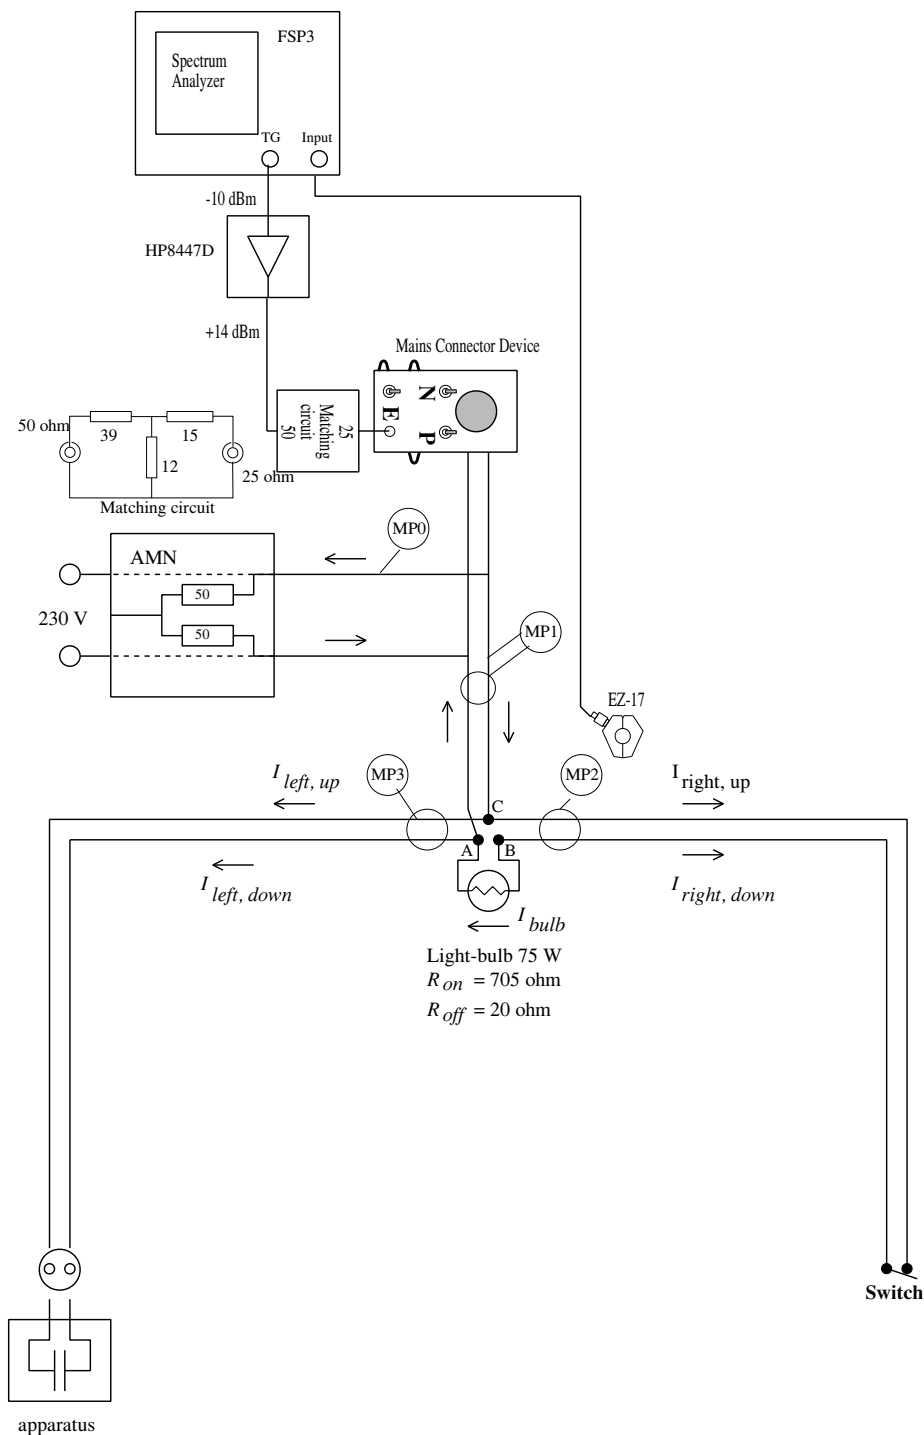 FSP3
Spectrum
Analyzer
TG
Input
-10 dBm
HP8447D
+14 dBm
Mains Connector Device
N
E
P
Matching
circuit
50
25
50 ohm
39
15
12
25 ohm
Matching circuit
MP0
AMN
50
230 V
50
MP1
EZ-17
I left, up
MP3
MP2
I right, up
C
A
B
I left, down
I right, down
I bulb
Light-bulb 75 W
R on = 705 ohm
R off = 20 ohm
Switch
apparatus